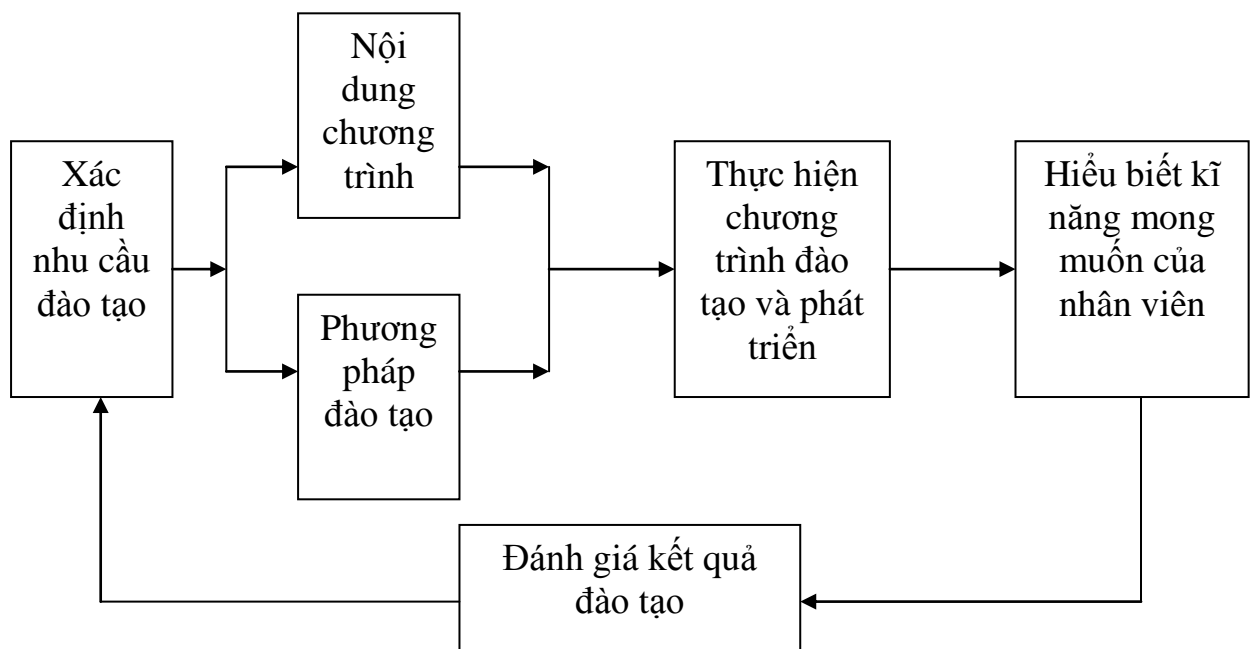 Xác
định
nhu cầu
đào tạo
Nội
dung
chương
trình
Phương
pháp
đào tạo
Thực hiện
chương
trình đào
tạo và phát
triển
Hiểu biết kĩ
năng mong
muốn của
nhân viên
Đánh giá kết quả
đào tạo